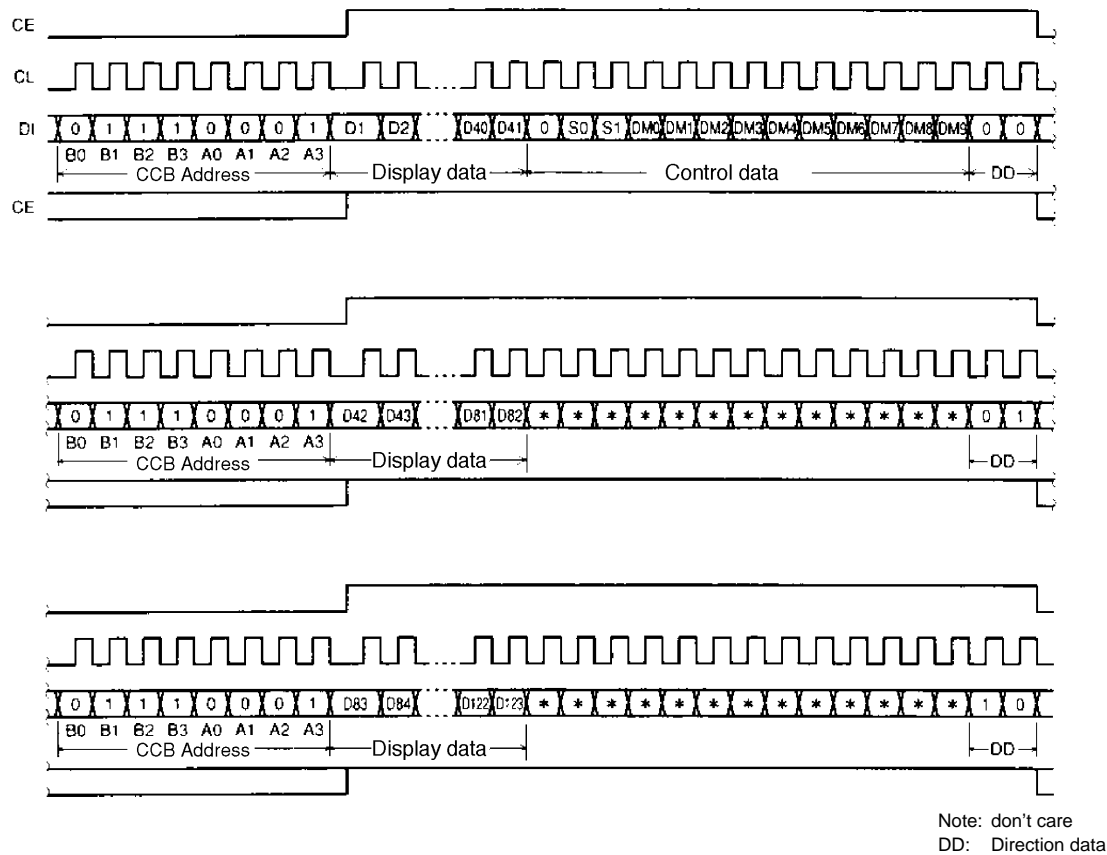 CE
CL
DI 0 1 1 1 0 0 0 1 D1 D2 D40 D41 0 S0 S1 DM0 DM1 DM2 DM3 DM4 DM5 DM6 DM7 DM8 DM9 0 0
B0 B1 B2 B3 A0 A1 A2 A3
CCB Address Display data Control data DD
CE
0 1 1 1 0 0 0 1 D42 D43 D81 D82 * * * * * * * * * * * * * 0 1
B0 B1 B2 B3 A0 A1 A2 A3
CCB Address Display data DD
0 1 1 1 0 0 0 1 D83 D84 D122 D123 * * * * * * * * * * * * * 1 0
B0 B1 B2 B3 A0 A1 A2 A3
CCB Address Display data DD
Note: don't care
DD: Direction data